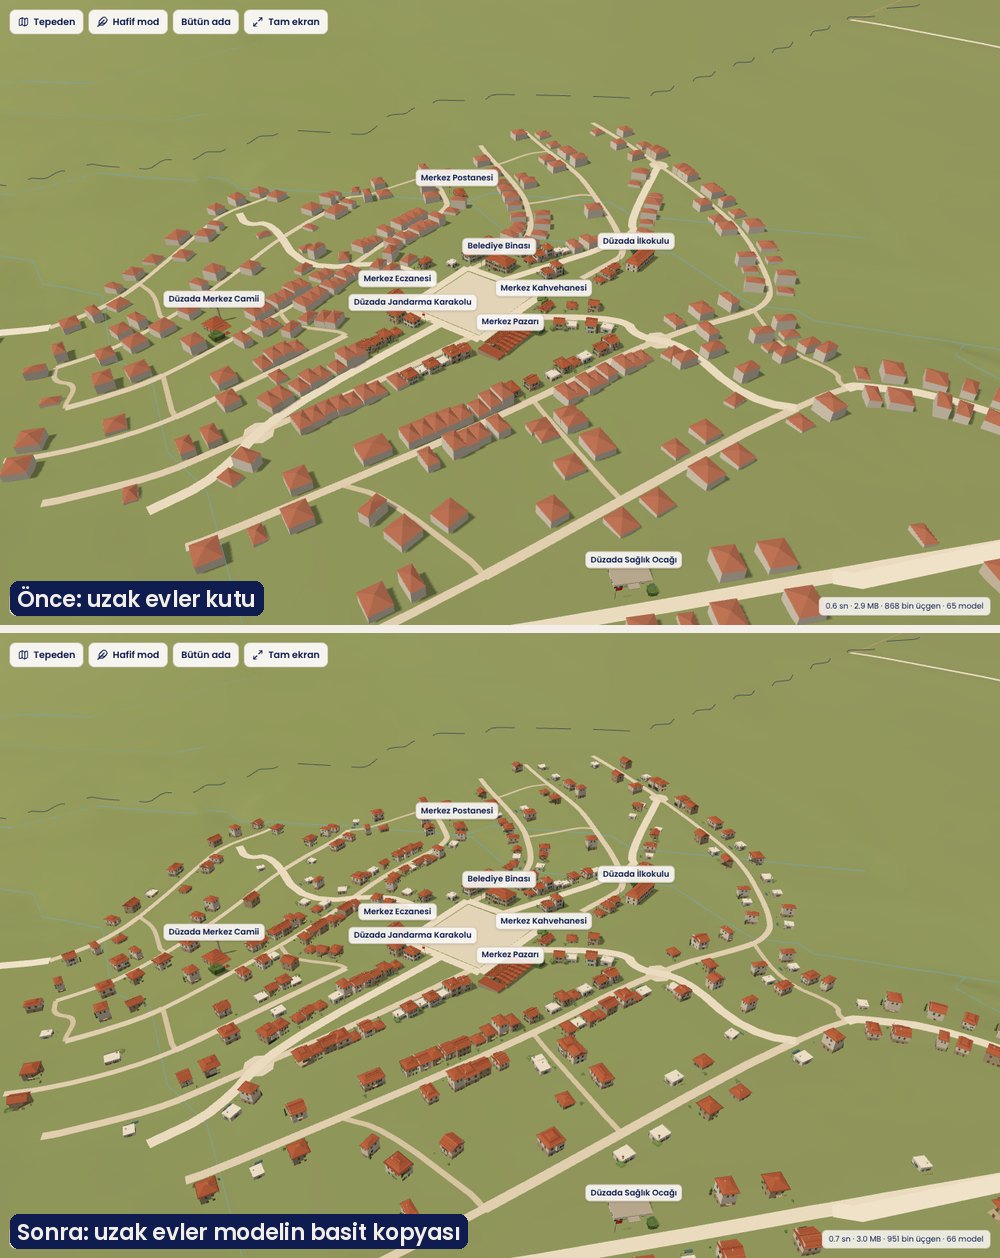 Tepeden
Hafif mod
Bütün ada
Tam ekran
Merkez Postanesi
Belediye Binası
Düzada İlkokulu
Merkez Eczanesi
Merkez Kahvehanesi
Düzada Merkez Camii
Düzada Jandarma Karakolu
Merkez Pazarı
Düzada Sağlık Ocağı
Önce: uzak evler kutu
0.6 sn · 2.9 MB · 868 bin üçgen · 65 model
Tepeden
Hafif mod
Bütün ada
Tam ekran
Merkez Postanesi
Belediye Binası
Düzada İlkokulu
Merkez Eczanesi
Merkez Kahvehanesi
Düzada Merkez Camii
Düzada Jandarma Karakolu
Merkez Pazarı
Düzada Sağlık Ocağı
Sonra: uzak evler modelin basit kopyası
0.7 sn · 3.0 MB · 951 bin üçgen · 66 model